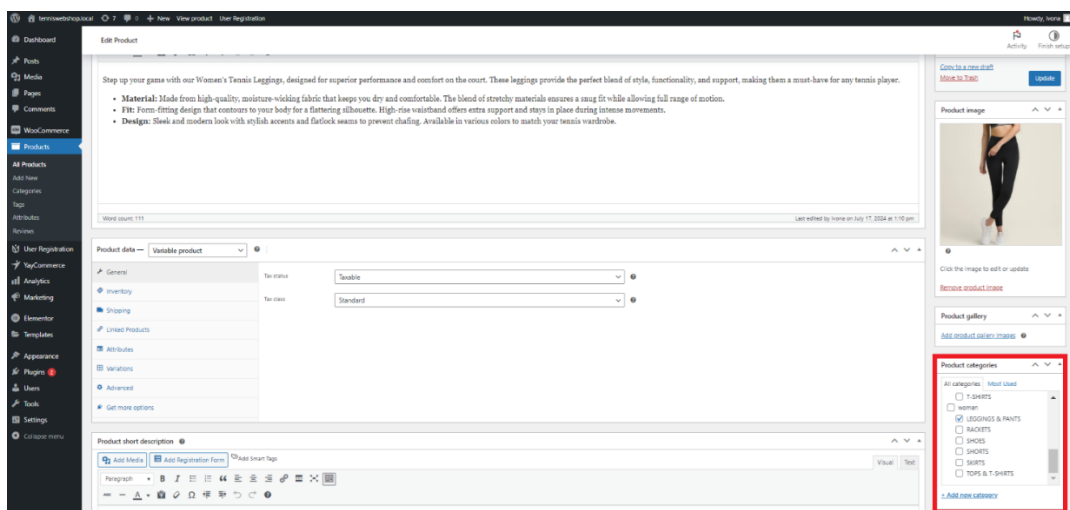 tenniswebshop.local 7 0 New View product User Registration
Howdy, Ivona
Dashboard
Posts
Media
Pages
Comments
WooCommerce
Products
All Products
Add New
Categories
Tags
Attributes
Reviews
User Registration
YayCommerce
Analytics
Marketing
Elementor
Templates
Appearance
Plugins 2
Users
Tools
Settings
Collapse menu
Edit Product
Activity
Finish setup
Step up your game with our Women's Tennis Leggings, designed for superior performance and comfort on the court. These leggings provide the perfect blend of style, functionality, and support, making them a must-have for any tennis player.
• Material: Made from high-quality, moisture-wicking fabric that keeps you dry and comfortable. The blend of stretchy materials ensures a snug fit while allowing full range of motion.
• Fit: Form-fitting design that contours to your body for a flattering silhouette. High-rise waistband offers extra support and stays in place during intense movements.
• Design: Sleek and modern look with stylish accents and flatlock seams to prevent chafing. Available in various colors to match your tennis wardrobe.
Word count: 111
Last edited by Ivona on July 17, 2024 at 1:10 pm
Product data — Variable product
General
Inventory
Shipping
Linked Products
Attributes
Variations
Advanced
Get more options
Tax status
Taxable
Tax class
Standard
Product short description
Add Media
Add Registration Form
Add Smart Tags
Visual
Text
Paragraph
Copy to a new draft
Move to Trash
Update
Product image
Click the image to edit or update
Remove product image
Product gallery
Add product gallery images
Product categories
All categories
Most Used
T-SHIRTS
women
LEGGINGS & PANTS
RACKETS
SHOES
SHORTS
SKIRTS
TOPS & T-SHIRTS
+ Add new category